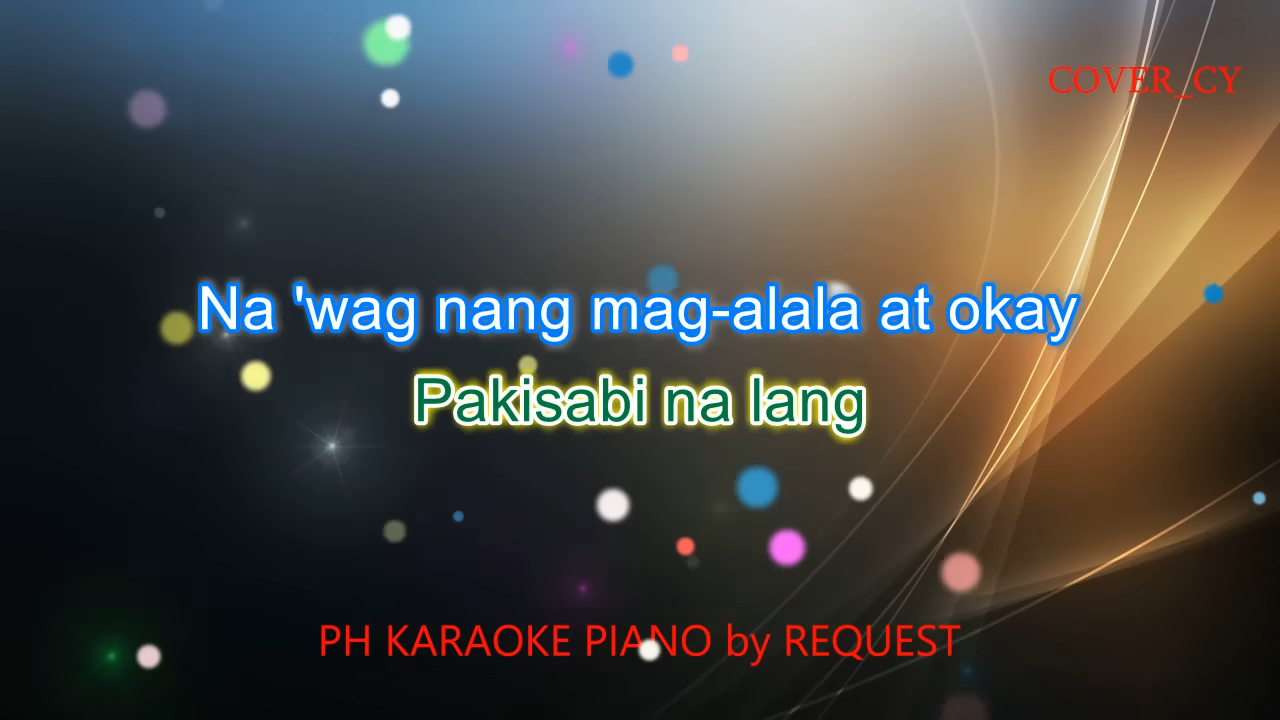 COVER_CY
Na 'wag nang mag-alala at okay
Pakisabi na lang
PH KARAOKE PIANO by REQUEST